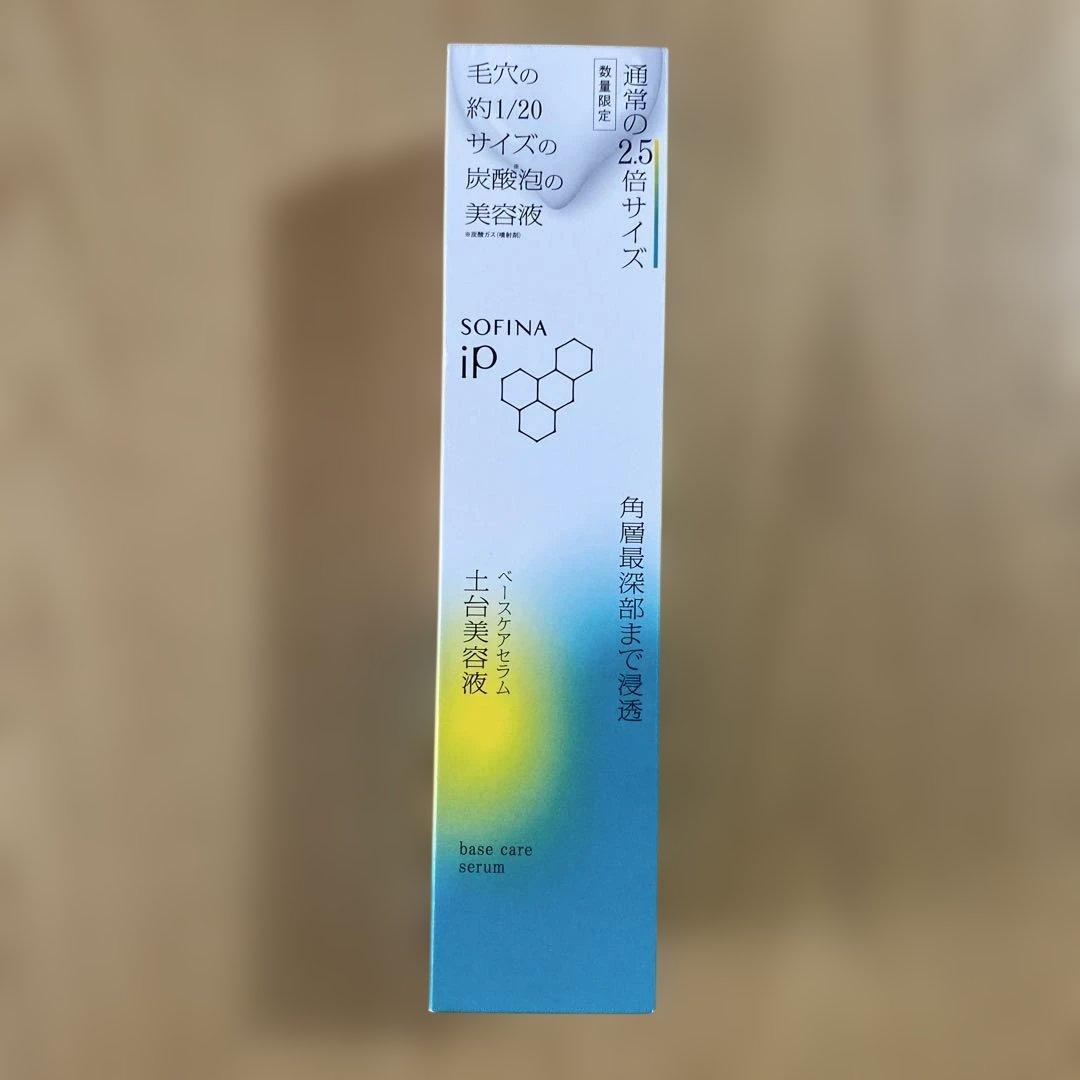 毛穴の
約1/20
サイズの
炭酸※泡の
美容液
※炭酸ガス(噴射剤)
数量限定
通常の2.5倍サイズ
SOFINA
iP
角層最深部まで浸透
ベースケアセラム
土台美容液
base care
serum